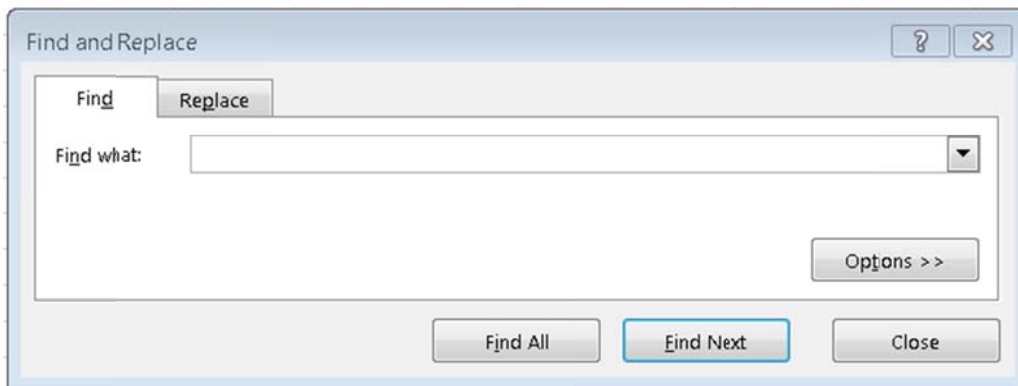 Find and Replace
Find Replace
Find what:
Options >>
Find All Find Next Close